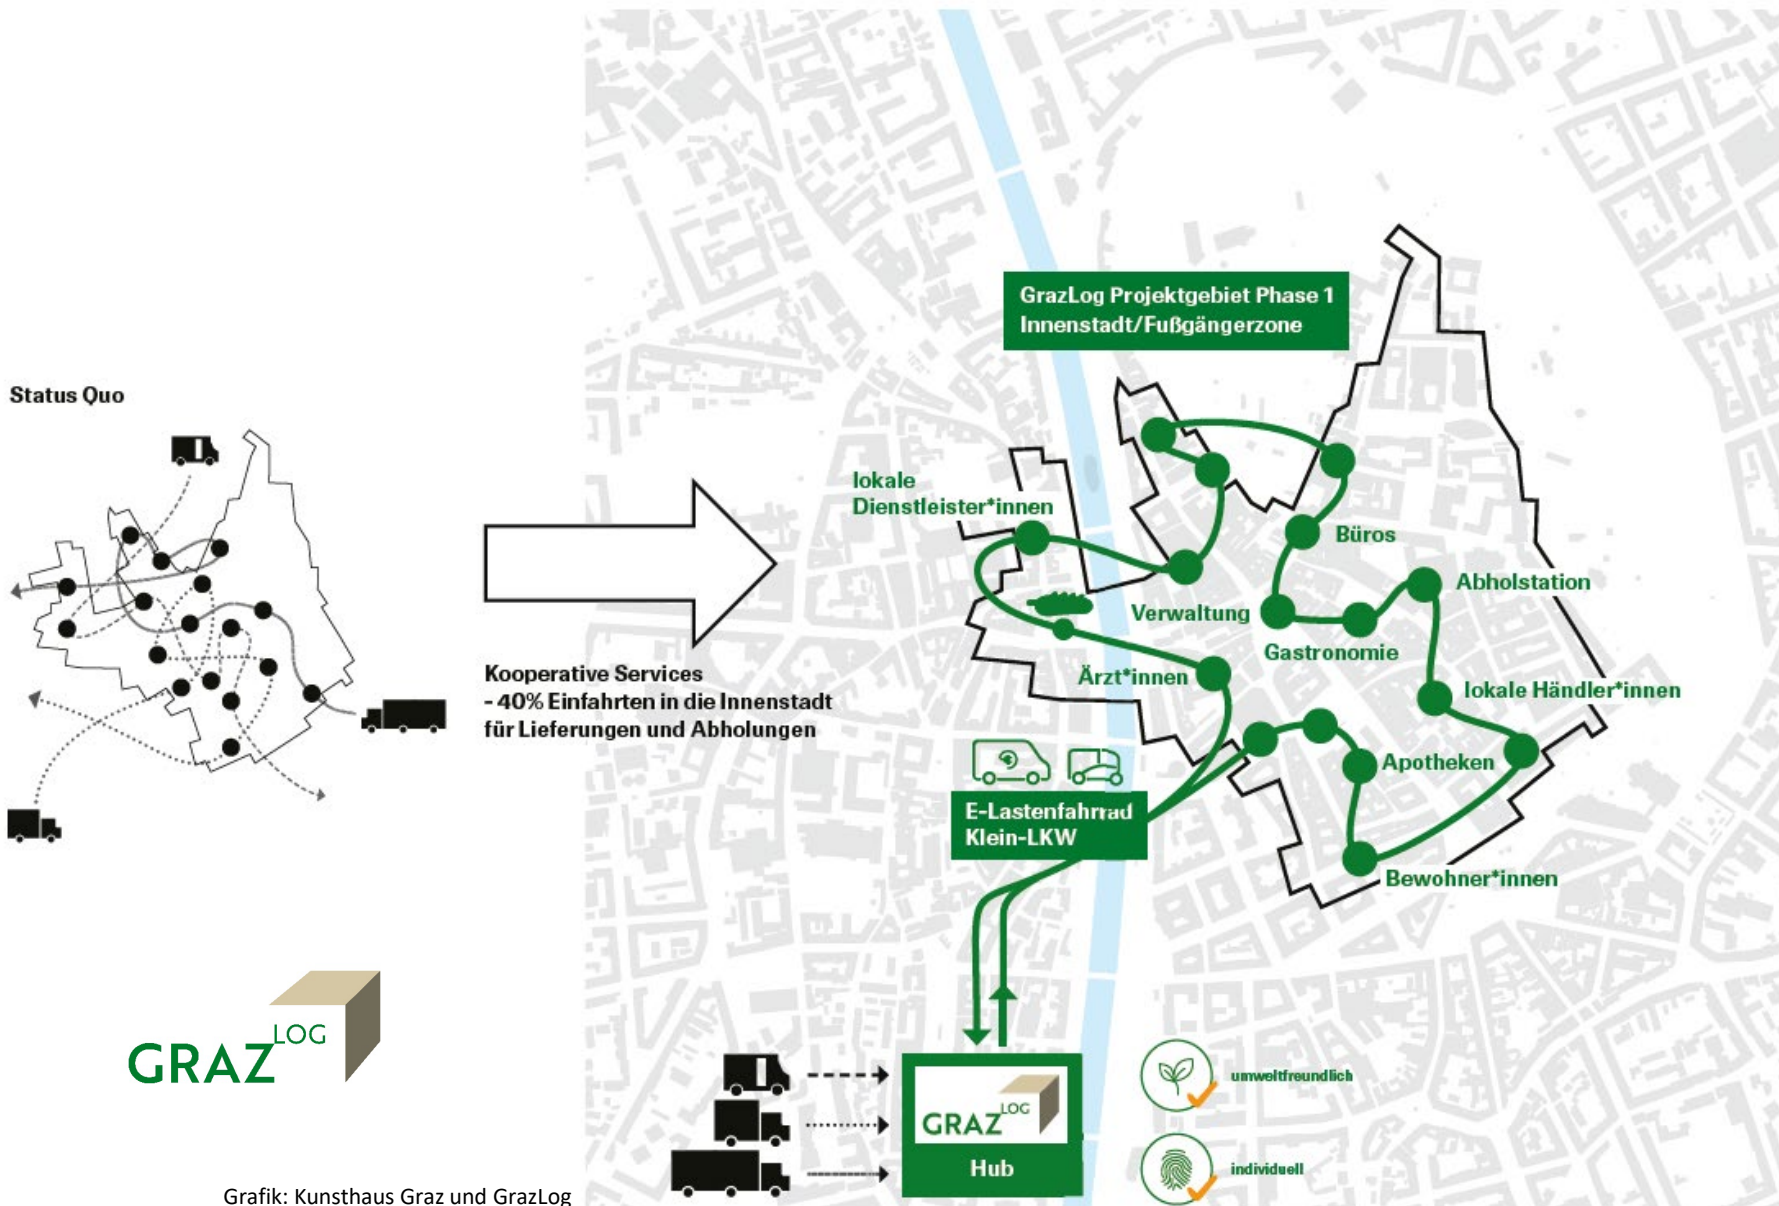 Status Quo
Kooperative Services
- 40% Einfahrten in die Innenstadt
für Lieferungen und Abholungen
GrazLog Projektgebiet Phase 1
Innenstadt/Fußgängerzone
lokale
Dienstleister*innen
Büros
Abholstation
Verwaltung
Gastronomie
Ärzt*innen
lokale Händler*innen
Apotheken
Bewohner*innen
E-Lastenfahrrad
Klein-LKW
GRAZ LOG
GRAZ LOG
Hub
umweltfreundlich
individuell
Grafik: Kunsthaus Graz und GrazLog